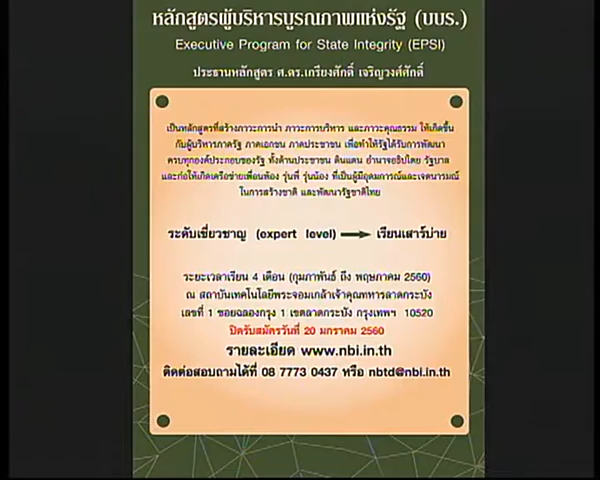 หลักสูตรผู้บริหารบูรณภาพแห่งรัฐ (บบร.)
Executive Program for State Integrity (EPSI)
ประธานหลักสูตร ศ.ดร.เกรียงศักดิ์ เจริญวงศ์ศักดิ์
เป็นหลักสูตรที่สร้างภาวะการนำ ภาวะการบริหาร และภาวะคุณธรรม ให้เกิดขึ้น
กับผู้บริหารภาครัฐ ภาคเอกชน ภาคประชาชน เพื่อทำให้รัฐได้รับการพัฒนา
ครบทุกองค์ประกอบของรัฐ ทั้งด้านประชาชน ดินแดน อำนาจอธิปไตย รัฐบาล
และก่อให้เกิดเครือข่ายเพื่อนพ้อง รุ่นพี่ รุ่นน้อง ที่เป็นผู้มีอุดมการณ์และเจตนารมณ์
ในการสร้างชาติ และพัฒนารัฐชาติไทย
ระดับเชี่ยวชาญ (expert level) เรียนเสาร์บ่าย
ระยะเวลาเรียน 4 เดือน (กุมภาพันธ์ ถึง พฤษภาคม 2560)
ณ สถาบันเทคโนโลยีพระจอมเกล้าเจ้าคุณทหารลาดกระบัง
เลขที่ 1 ซอยฉลองกรุง 1 เขตลาดกระบัง กรุงเทพฯ 10520
ปิดรับสมัครวันที่ 20 มกราคม 2560
รายละเอียด www.nbi.in.th
ติดต่อสอบถามได้ที่ 08 7773 0437 หรือ nbtd@nbi.in.th